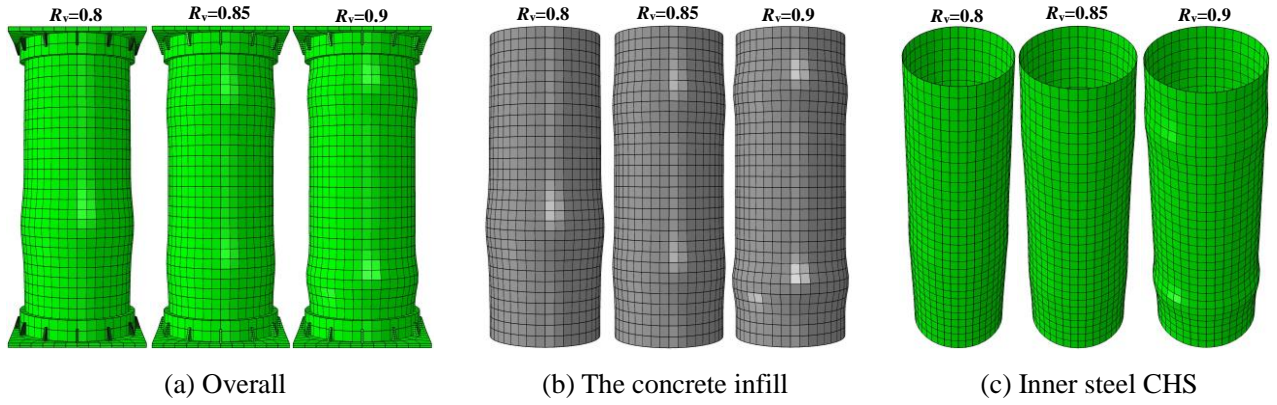 Rv=0.8 Rv=0.85 Rv=0.9 Rv=0.8 Rv=0.85 Rv=0.9 Rv=0.8 Rv=0.85 Rv=0.9
(a) Overall (b) The concrete infill (c) Inner steel CHS